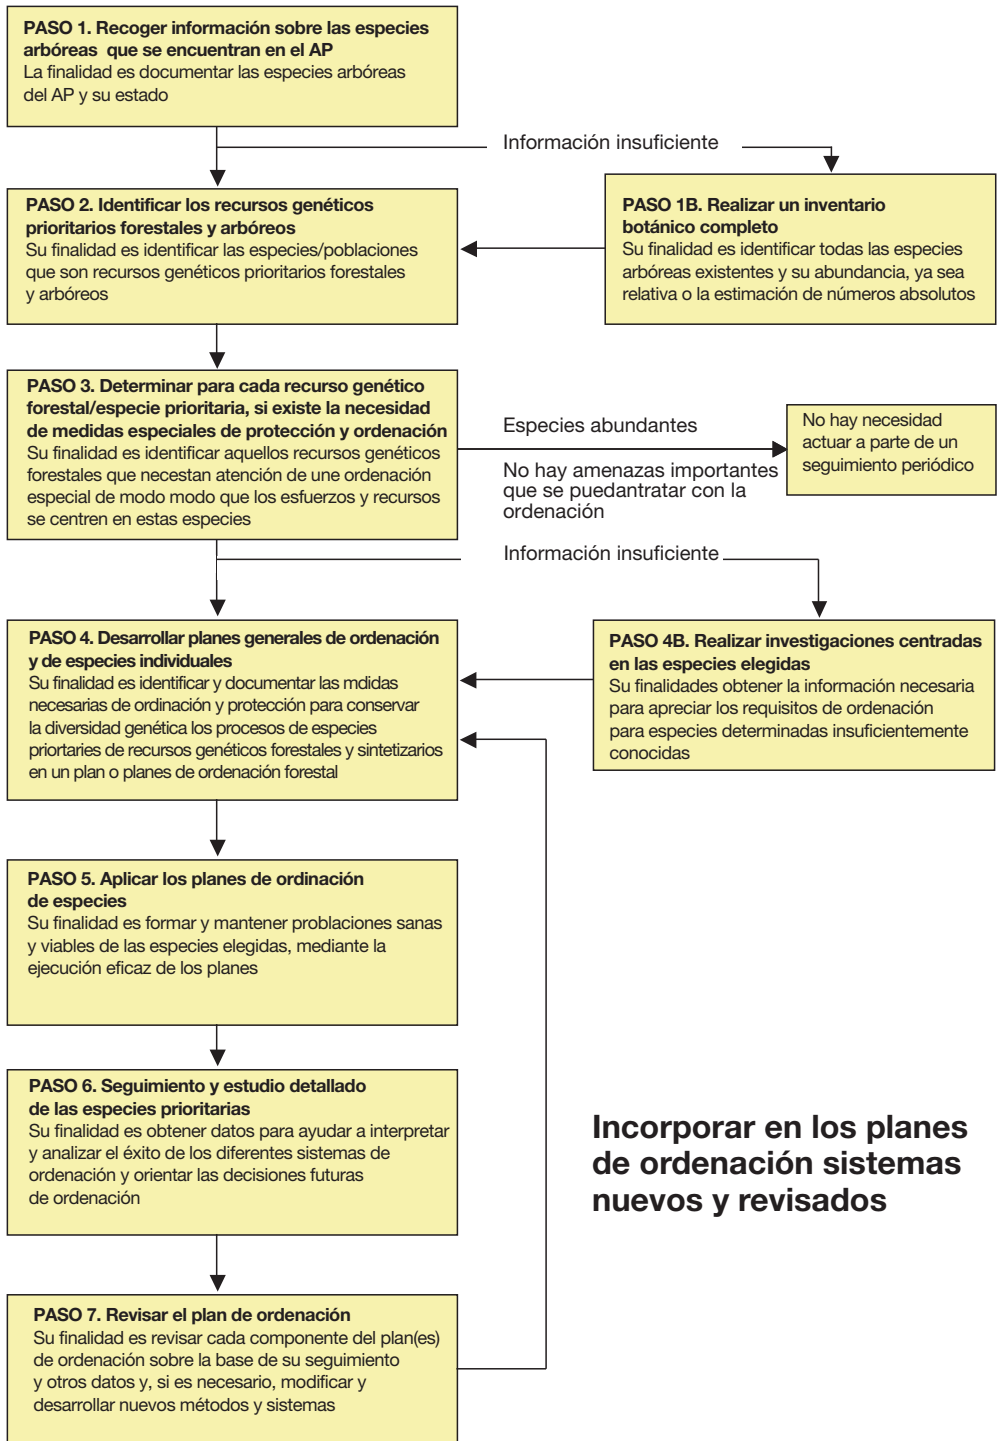 PASO 1. Recoger información sobre las especies
arbóreas que se encuentran en el AP
La finalidad es documentar las especies arbóreas
del AP y su estado
Información insuficiente
PASO 2. Identificar los recursos genéticos
prioritarios forestales y arbóreos
Su finalidad es identificar las especies/poblaciones
que son recursos genéticos prioritarios forestales
y arbóreos
PASO 1B. Realizar un inventario
botánico completo
Su finalidad es identificar todas las especies
arbóreas existentes y su abundancia, ya sea
relativa o la estimación de números absolutos
PASO 3. Determinar para cada recurso genético
forestal/especie prioritaria, si existe la necesidad
de medidas especiales de protección y ordenación
Su finalidad es identificar aquellos recursos genéticos
forestales que necestan atención de une ordenación
especial de modo modo que los esfuerzos y recursos
se centren en estas especies
Especies abundantes
No hay amenazas importantes
que se puedantratar con la
ordenación
No hay necesidad
actuar a parte de un
seguimiento periódico
Información insuficiente
PASO 4. Desarrollar planes generales de ordenación
y de especies individuales
Su finalidad es identificar y documentar las mdidas
necesarias de ordinación y protección para conservar
la diversidad genética los procesos de especies
priortaries de recursos genéticos forestales y sintetizarios
en un plan o planes de ordenación forestal
PASO 4B. Realizar investigaciones centradas
en las especies elegidas
Su finalidades obtener la información necesaria
para apreciar los requisitos de ordenación
para especies determinadas insuficientemente
conocidas
PASO 5. Aplicar los planes de ordinación
de especies
Su finalidad es formar y mantener problaciones sanas
y viables de las especies elegidas, mediante la
ejecución eficaz de los planes
PASO 6. Seguimiento y estudio detallado
de las especies prioritarias
Su finalidad es obtener datos para ayudar a interpretar
y analizar el éxito de los diferentes sistemas de
ordenación y orientar las decisiones futuras
de ordenación
Incorporar en los planes
de ordenación sistemas
nuevos y revisados
PASO 7. Revisar el plan de ordenación
Su finalidad es revisar cada componente del plan(es)
de ordenación sobre la base de su seguimiento
y otros datos y, si es necesario, modificar y
desarrollar nuevos métodos y sistemas